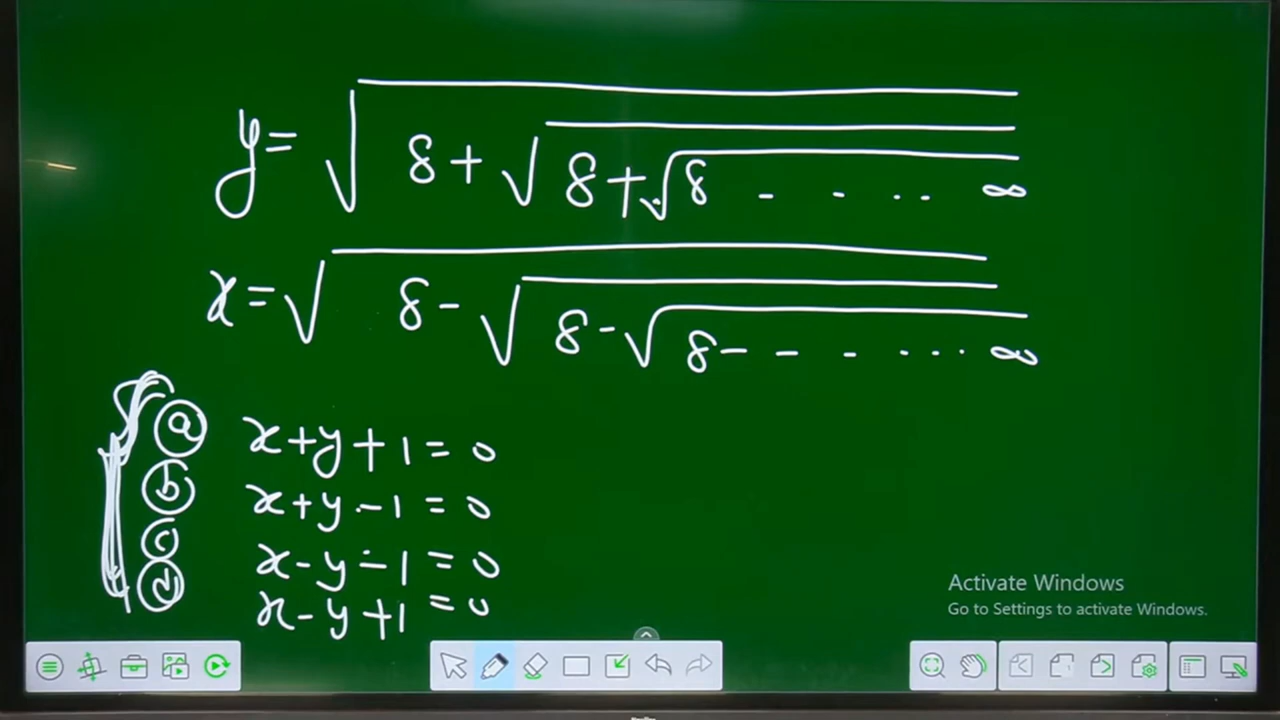 y = √8 + √8 + √8 - - - - ∞
x = √8 - √8 - √8 - - - ... ∞
(a) x + y + 1 = 0
(b) x + y - 1 = 0
(c) x - y - 1 = 0
(d) x - y + 1 = 0
Activate Windows
Go to Settings to activate Windows.